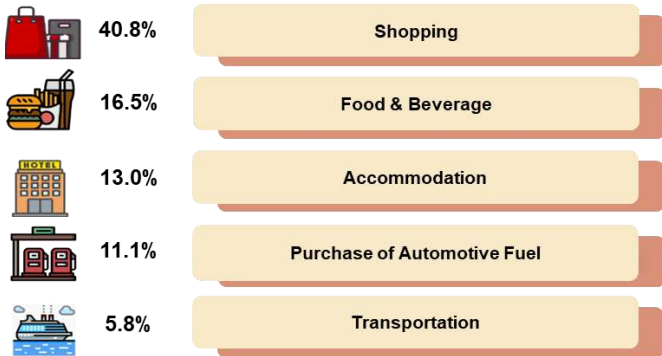 40.8% Shopping
16.5% Food & Beverage
HOTEL
13.0% Accommodation
11.1% Purchase of Automotive Fuel
5.8% Transportation